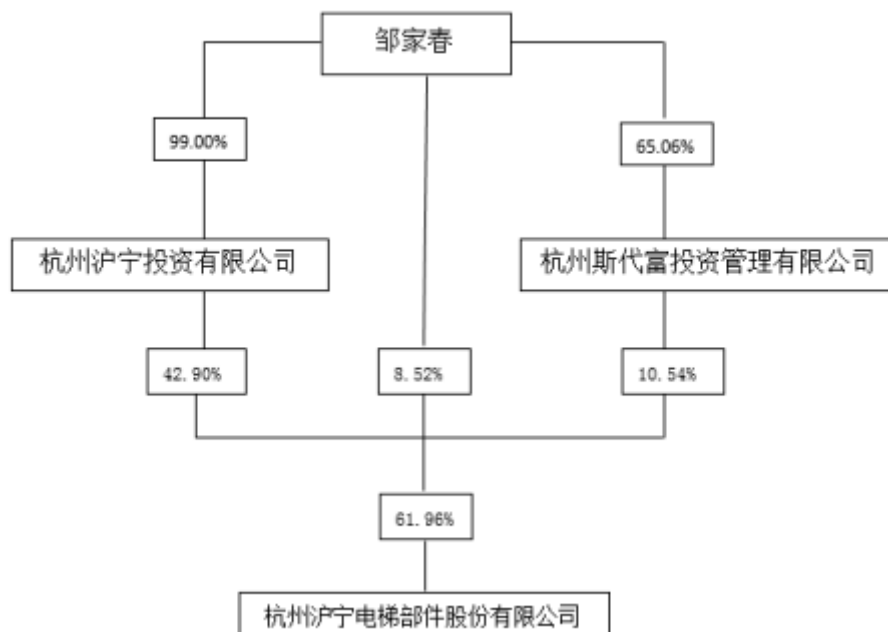 邹家春
99.00%
65.06%
杭州沪宁投资有限公司
杭州斯代富投资管理有限公司
42.90%
8.52%
10.54%
61.96%
杭州沪宁电梯部件股份有限公司